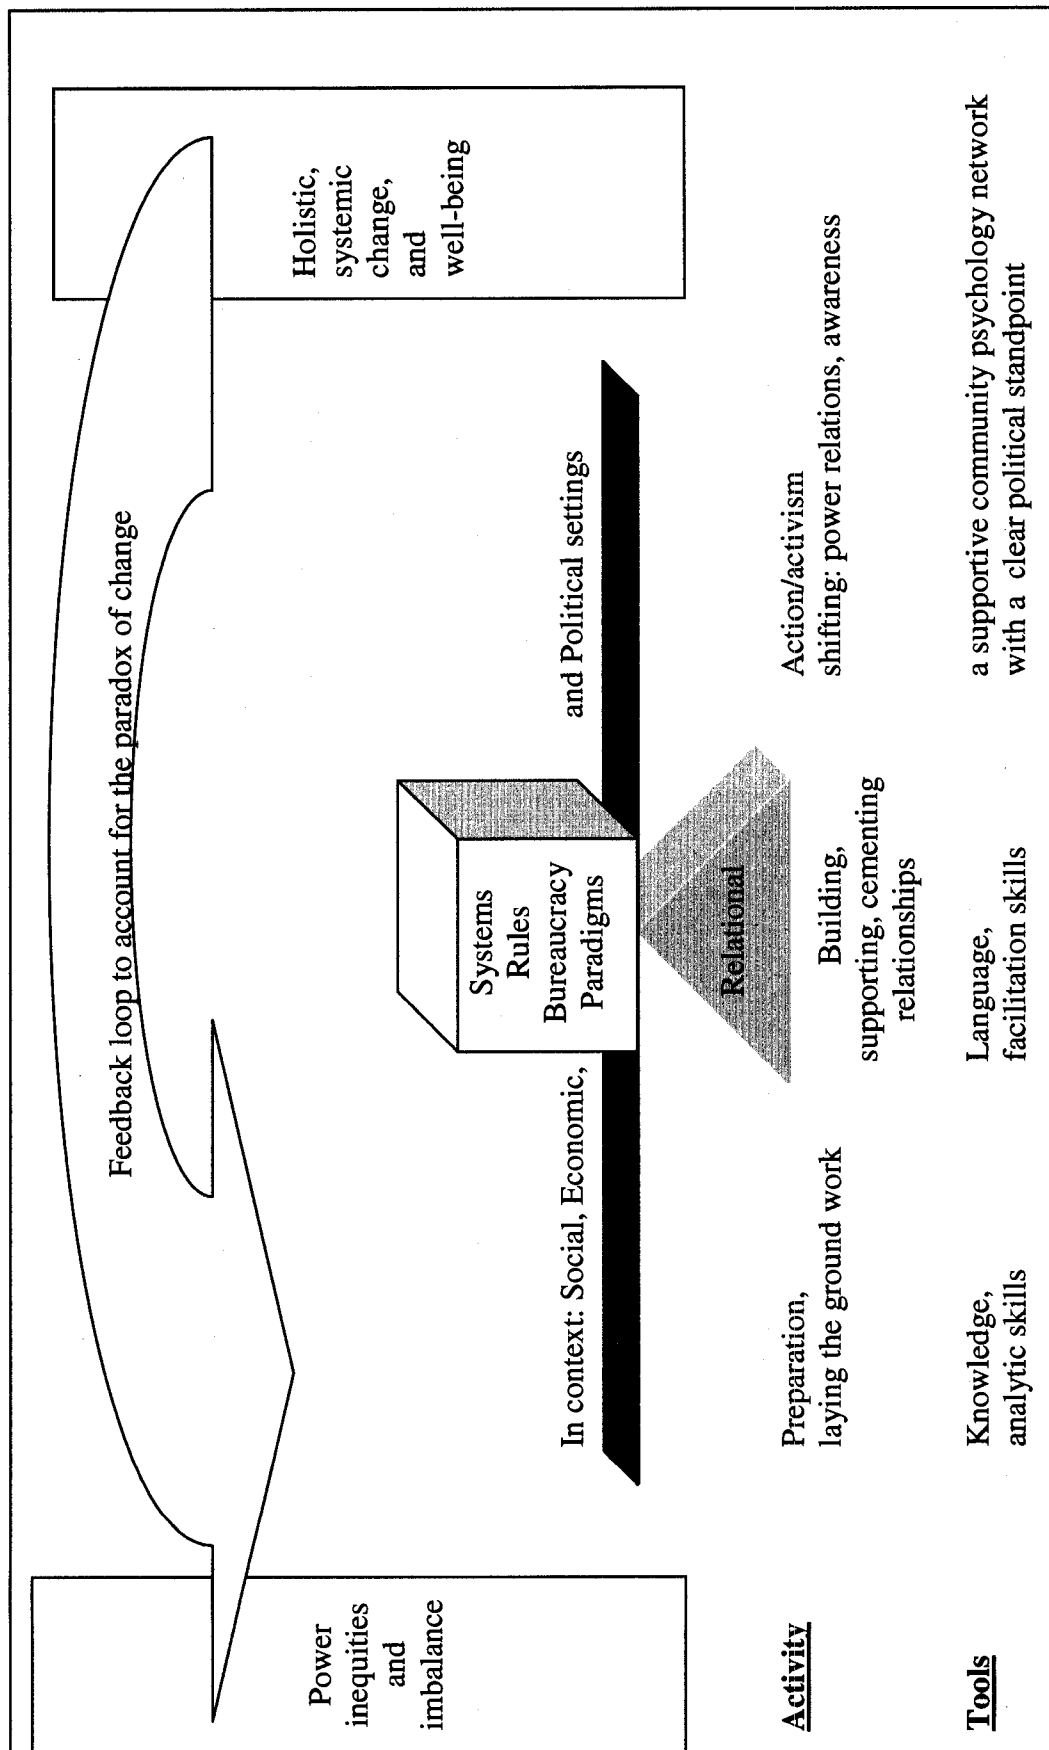 Feedback loop to account for the paradox of change
Power
inequities
and
imbalance
Holistic,
systemic
change,
and
well-being
Systems
Rules
Bureaucracy
Paradigms
In context: Social, Economic,
and Political settings
Relational
Activity
Preparation,
laying the ground work
Building,
supporting, cementing
relationships
Action/activism
shifting: power relations, awareness
Tools
Knowledge,
analytic skills
Language,
facilitation skills
a supportive community psychology network
with a clear political standpoint